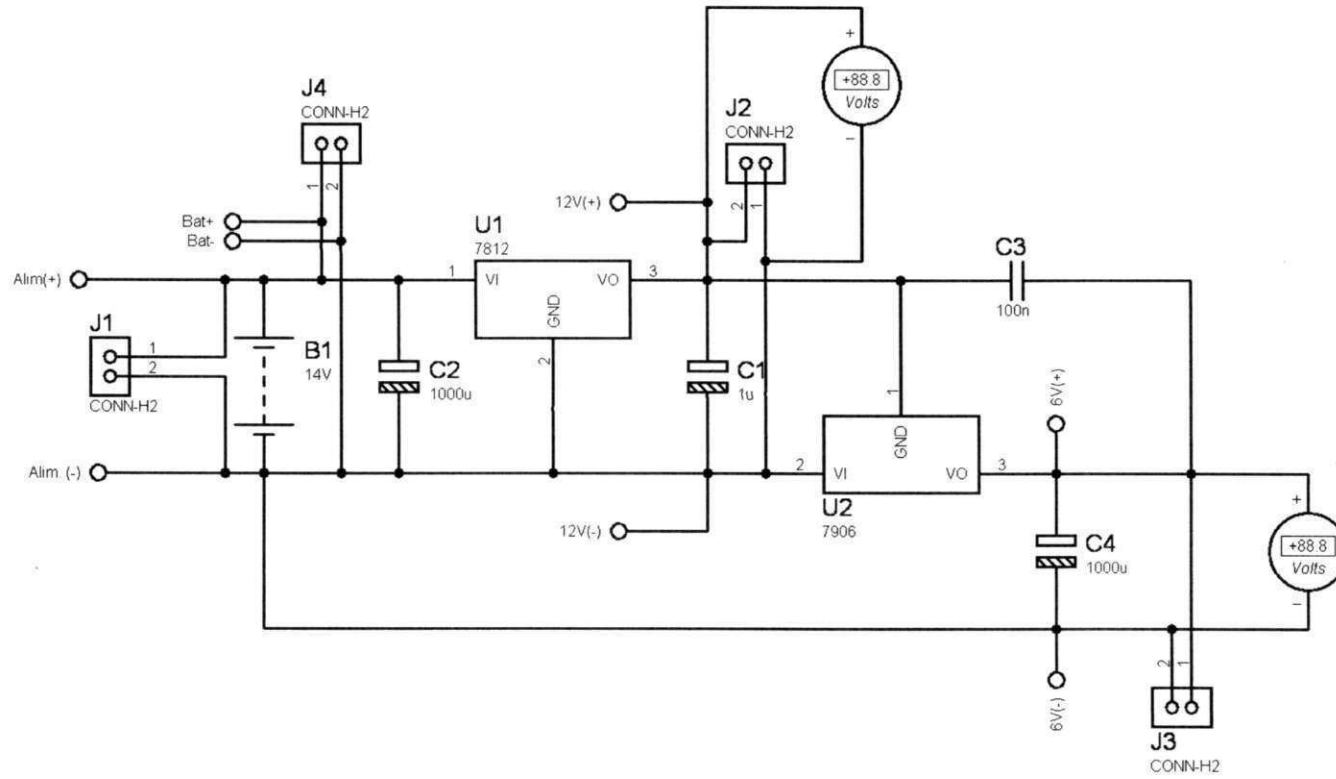 +
+88.8
Volts
−
J4
CONN-H2
1
2
J2
CONN-H2
2
1
12V(+)
Bat+
Bat-
U1
7812
C3
100n
Alim(+)
1
VI
VO
3
GND
2
J1
1
2
CONN-H2
B1
14V
C2
1000u
C1
1u
6V(+)
1
GND
Alim. (-)
2
VI
VO
3
U2
7906
12V(-)
C4
1000u
+
+88.8
Volts
−
2
1
6V(-)
J3
CONN-H2